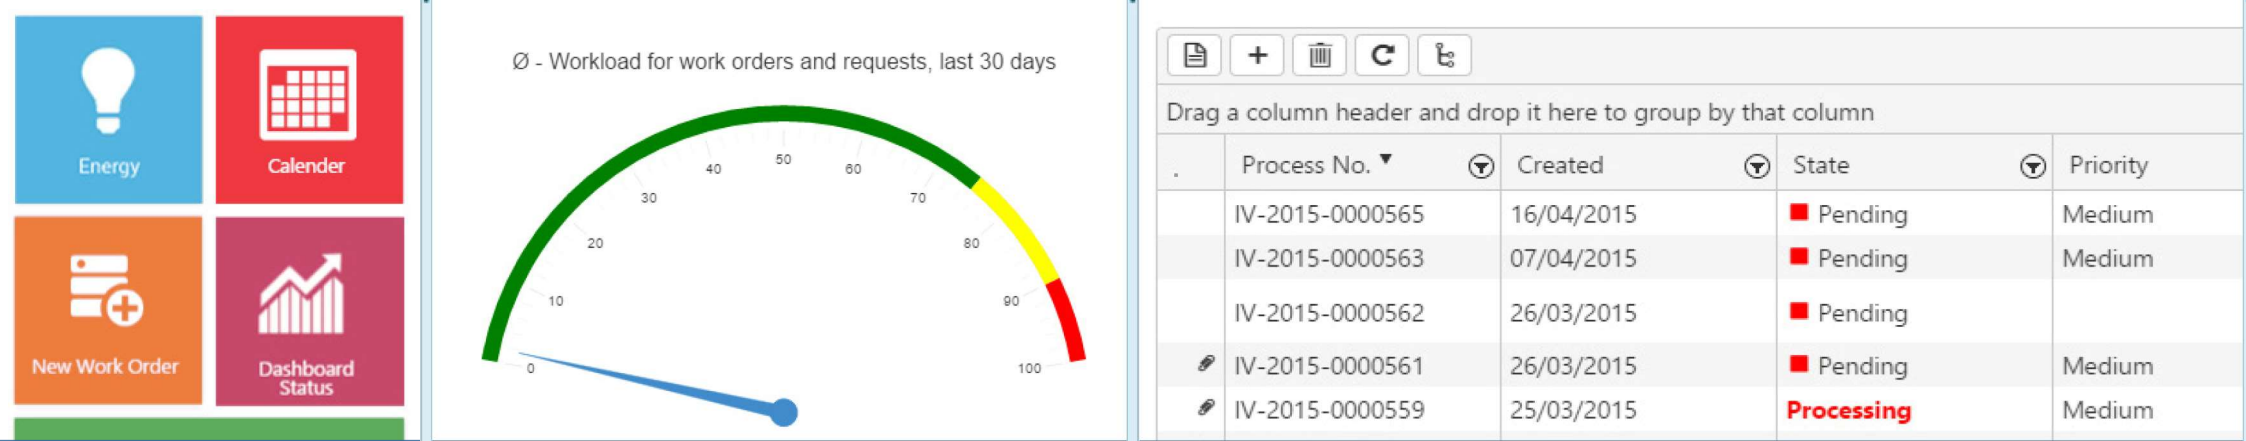 Energy
Calender
New Work Order
Dashboard
Status
Ø - Workload for work orders and requests, last 30 days
0
10
20
30
40
50
60
70
80
90
100
Drag a column header and drop it here to group by that column
. Process No. Created State Priority
IV-2015-0000565 16/04/2015 Pending Medium
IV-2015-0000563 07/04/2015 Pending Medium
IV-2015-0000562 26/03/2015 Pending
IV-2015-0000561 26/03/2015 Pending Medium
IV-2015-0000559 25/03/2015 Processing Medium